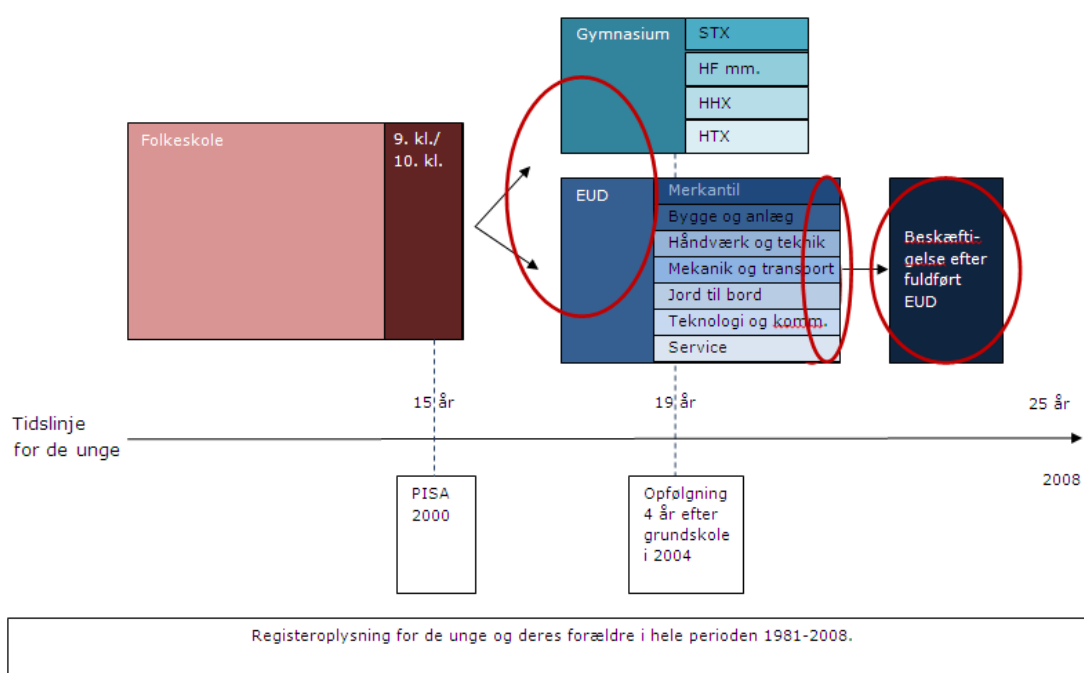 Gymnasium
STX
HF mm.
HHX
HTX
Folkeskole
9. kl./
10. kl.
EUD
Merkantil
Bygge og anlæg
Håndværk og teknik
Mekanik og transport
Jord til bord
Teknologi og komm.
Service
Beskæfti-
gelse efter
fuldført
EUD
15 år
19 år
25 år
Tidslinje
for de unge
2008
PISA
2000
Opfølgning
4 år efter
grundskole
i 2004
Registeroplysning for de unge og deres forældre i hele perioden 1981-2008.